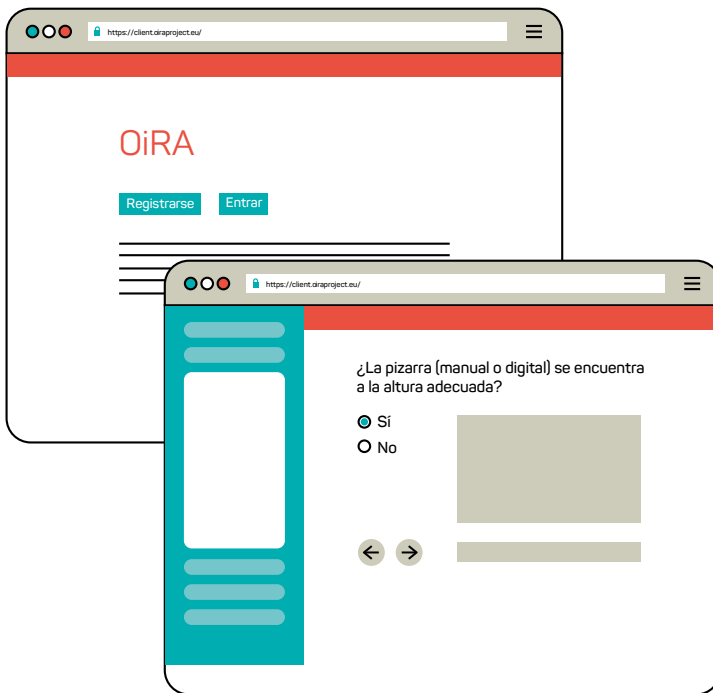 https://client.oiraproject.eu/
OiRA
Registrarse
Entrar
https://client.oiraproject.eu/
¿La pizarra (manual o digital) se encuentra
a la altura adecuada?
Sí
No